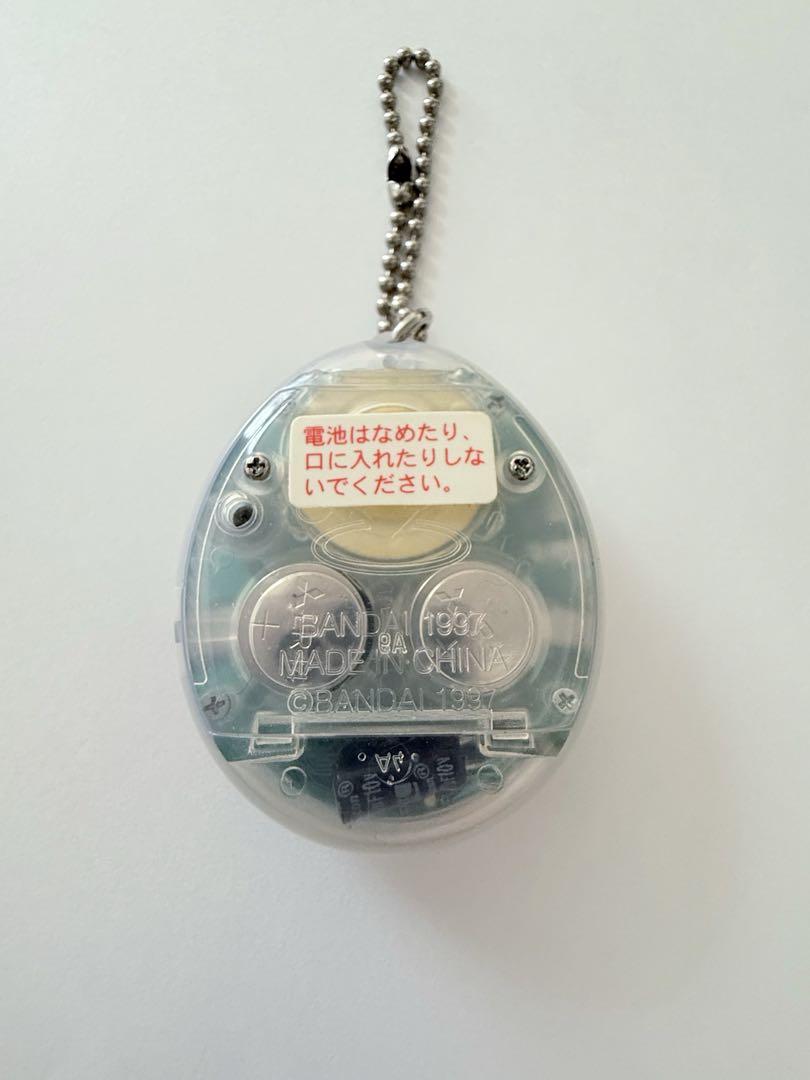 電池はなめたり、
口に入れたりしな
いでください。
BANDAI 1997
MADE IN CHINA
©BANDAI 1997